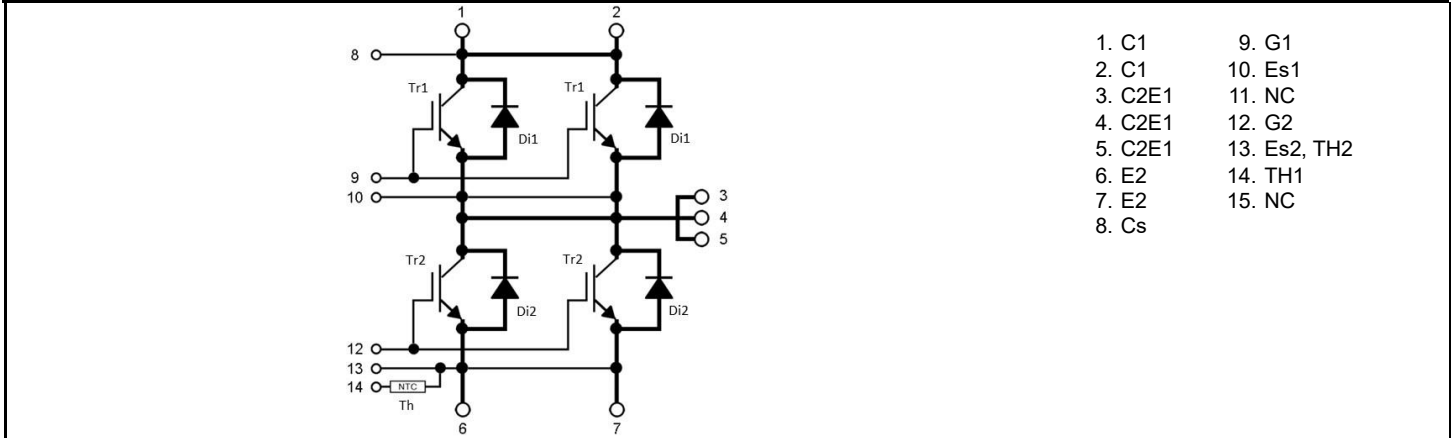 1 2
8
Tr1 Tr1
Di1 Di1
9
10
3
4
5
Tr2 Tr2
Di2 Di2
12
13
14 NTC
Th
6 7
1. C1
2. C1
3. C2E1
4. C2E1
5. C2E1
6. E2
7. E2
8. Cs
9. G1
10. Es1
11. NC
12. G2
13. Es2, TH2
14. TH1
15. NC